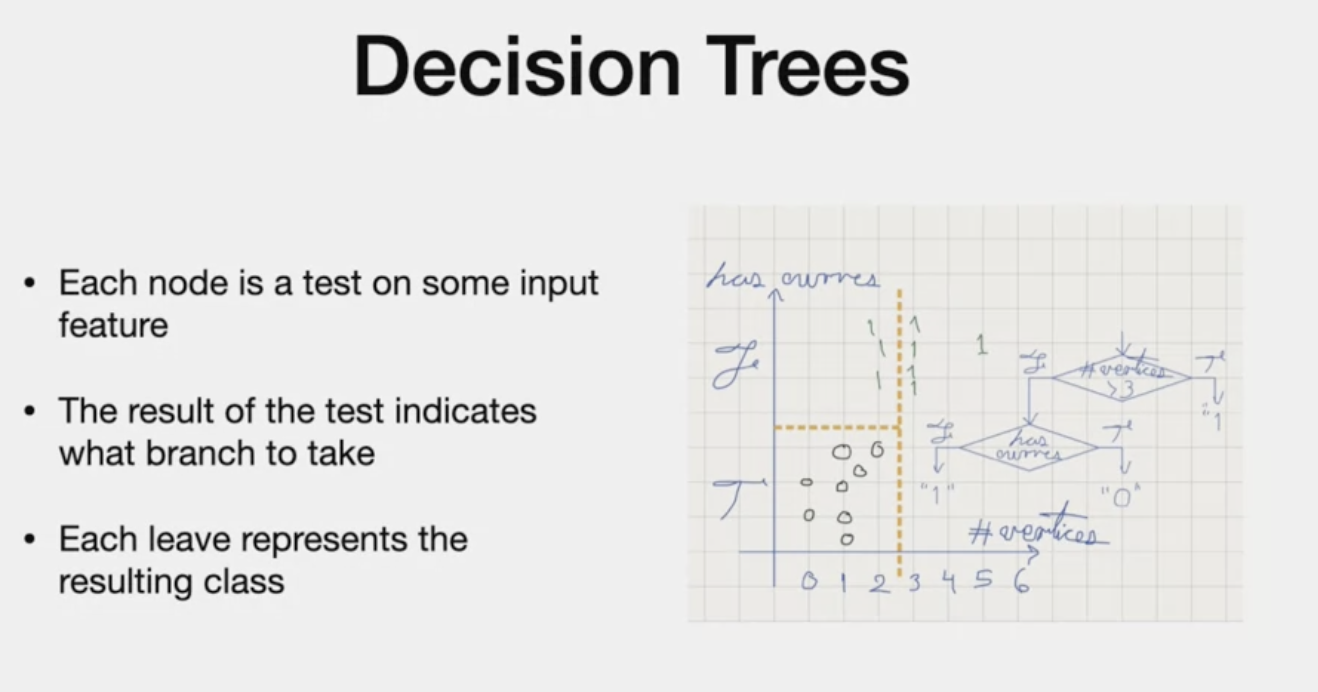 Decision Trees
• Each node is a test on some input
feature
• The result of the test indicates
what branch to take
• Each leave represents the
resulting class
has curves
F
T
1 1
1 1 1
1 1
1
0 0
0
0 0
0 0
0
# vertices
0 1 2 3 4 5 6
# vertices
>3
F T
"1
has
curves
F T
"1" "0"